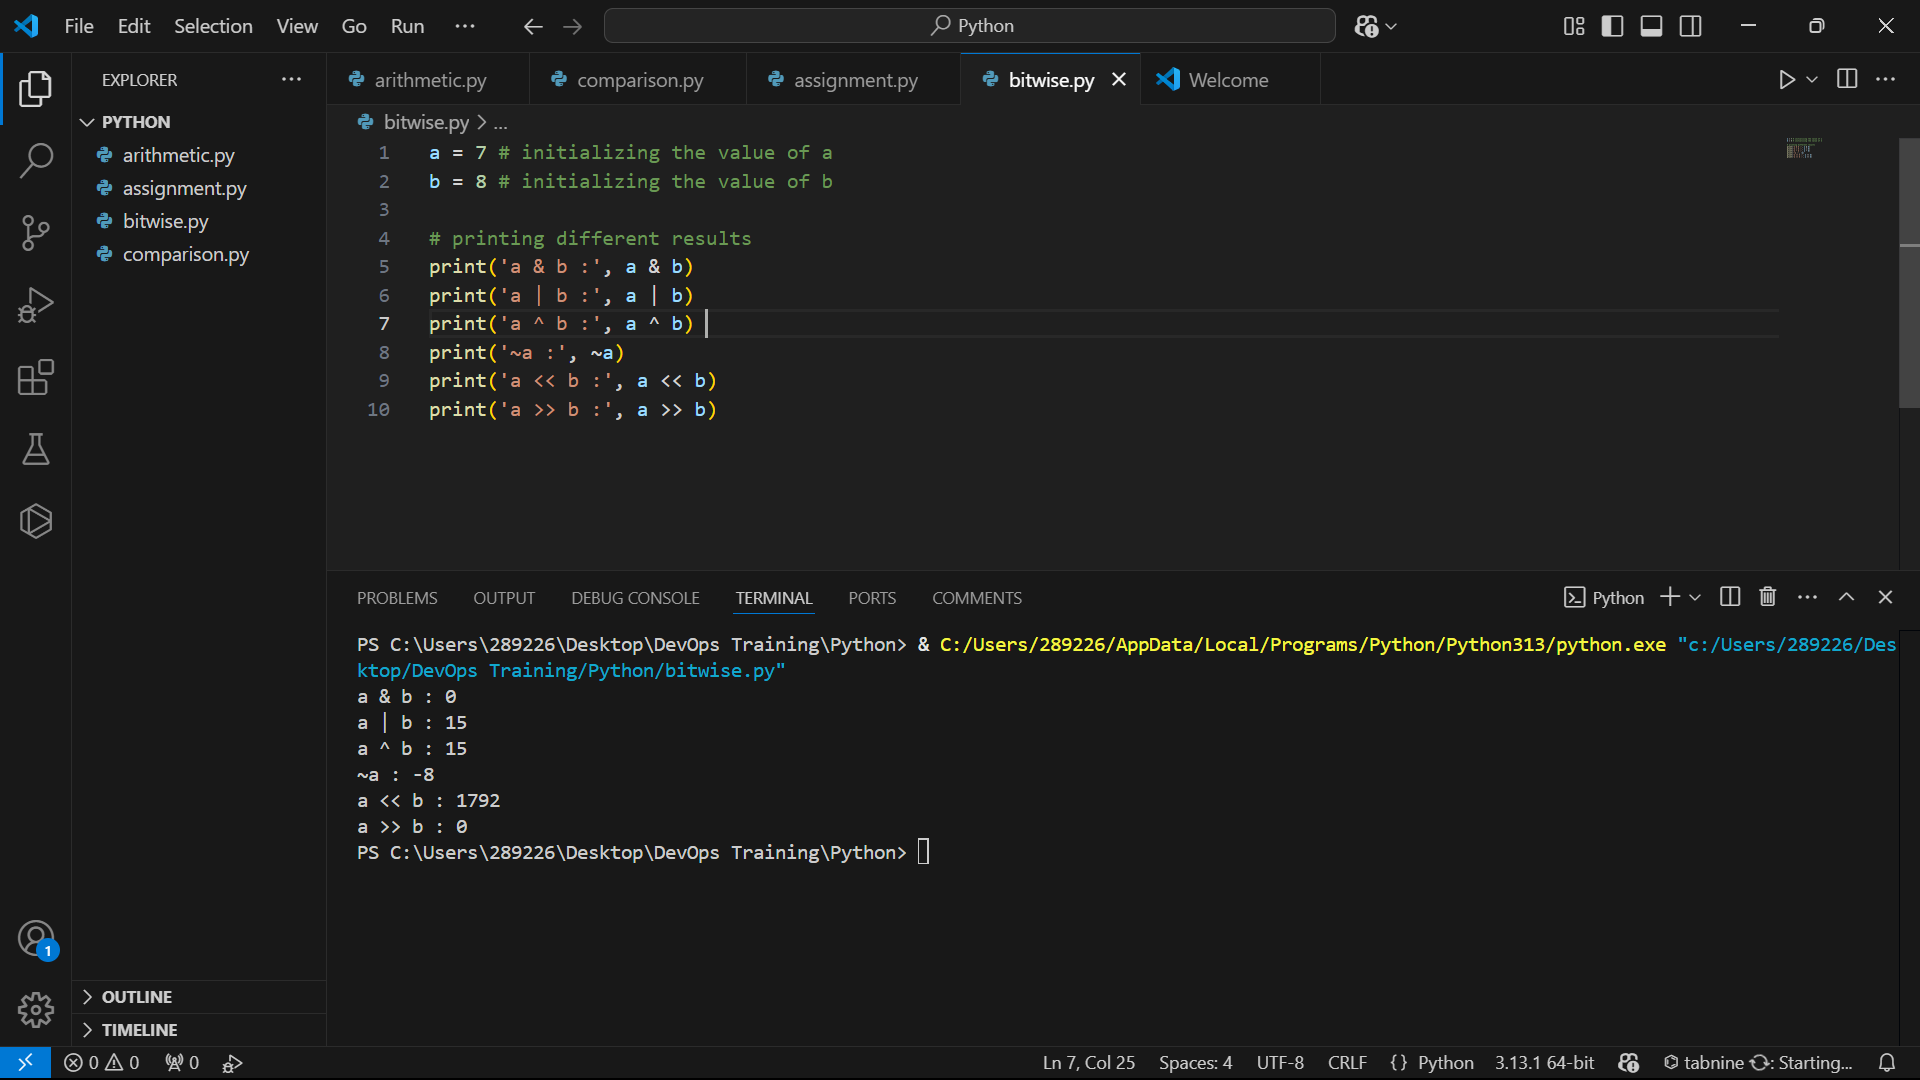 File Edit Selection View Go Run ··· Python
EXPLORER ···
PYTHON
arithmetic.py
assignment.py
bitwise.py
comparison.py
OUTLINE
TIMELINE
1
arithmetic.py comparison.py assignment.py bitwise.py Welcome
bitwise.py > ...
1 a = 7 # initializing the value of a
2 b = 8 # initializing the value of b
3
4 # printing different results
5 print('a & b :', a & b)
6 print('a | b :', a | b)
7 print('a ^ b :', a ^ b)
8 print('~a :', ~a)
9 print('a << b :', a << b)
10 print('a >> b :', a >> b)
PROBLEMS OUTPUT DEBUG CONSOLE TERMINAL PORTS COMMENTS Python
PS C:\Users\289226\Desktop\DevOps Training\Python> & C:/Users/289226/AppData/Local/Programs/Python/Python313/python.exe "c:/Users/289226/Des
ktop/DevOps Training/Python/bitwise.py"
a & b : 0
a | b : 15
a ^ b : 15
~a : -8
a << b : 1792
a >> b : 0
PS C:\Users\289226\Desktop\DevOps Training\Python>
0 0 0 Ln 7, Col 25 Spaces: 4 UTF-8 CRLF {} Python 3.13.1 64-bit tabnine : Starting...